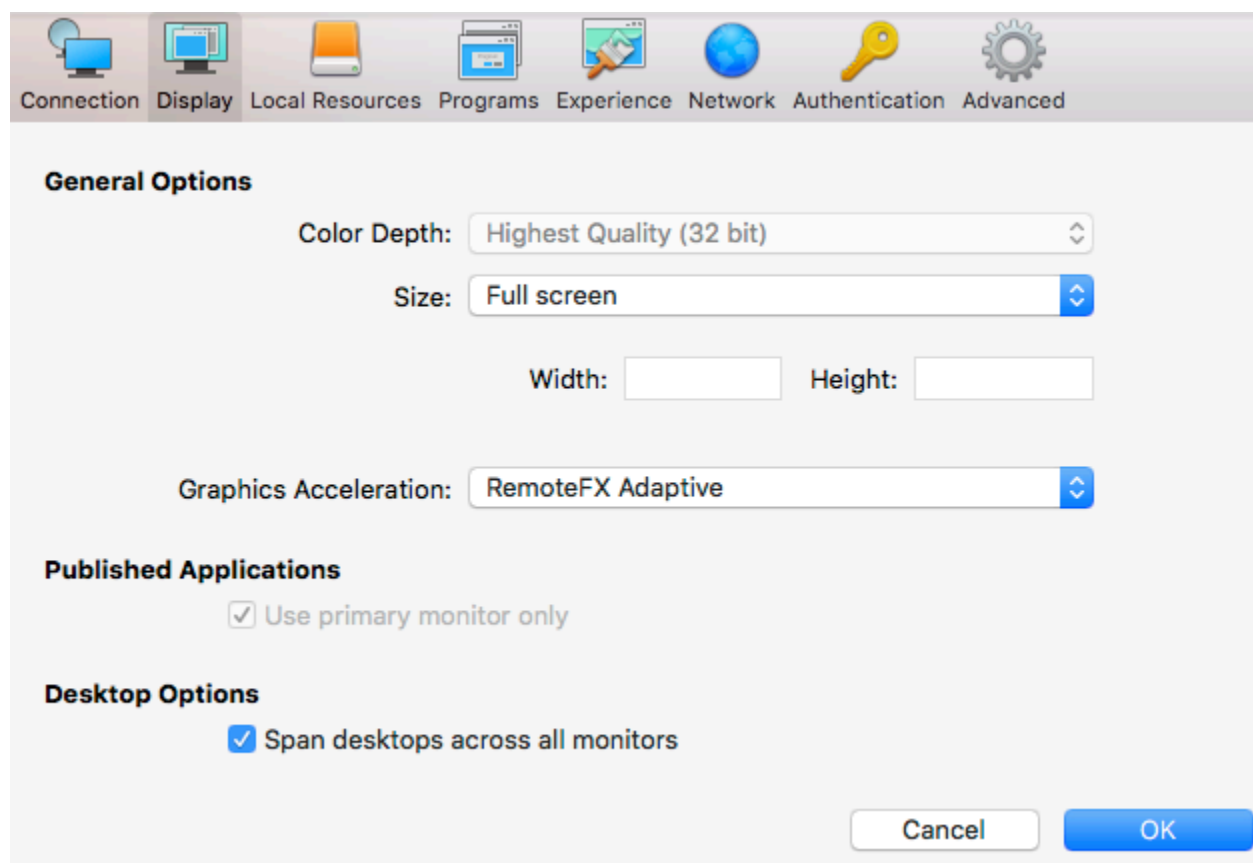 Connection Display Local Resources Programs Experience Network Authentication Advanced
General Options
Color Depth: Highest Quality (32 bit)
Size: Full screen
Width: Height:
Graphics Acceleration: RemoteFX Adaptive
Published Applications
Use primary monitor only
Desktop Options
Span desktops across all monitors
Cancel OK